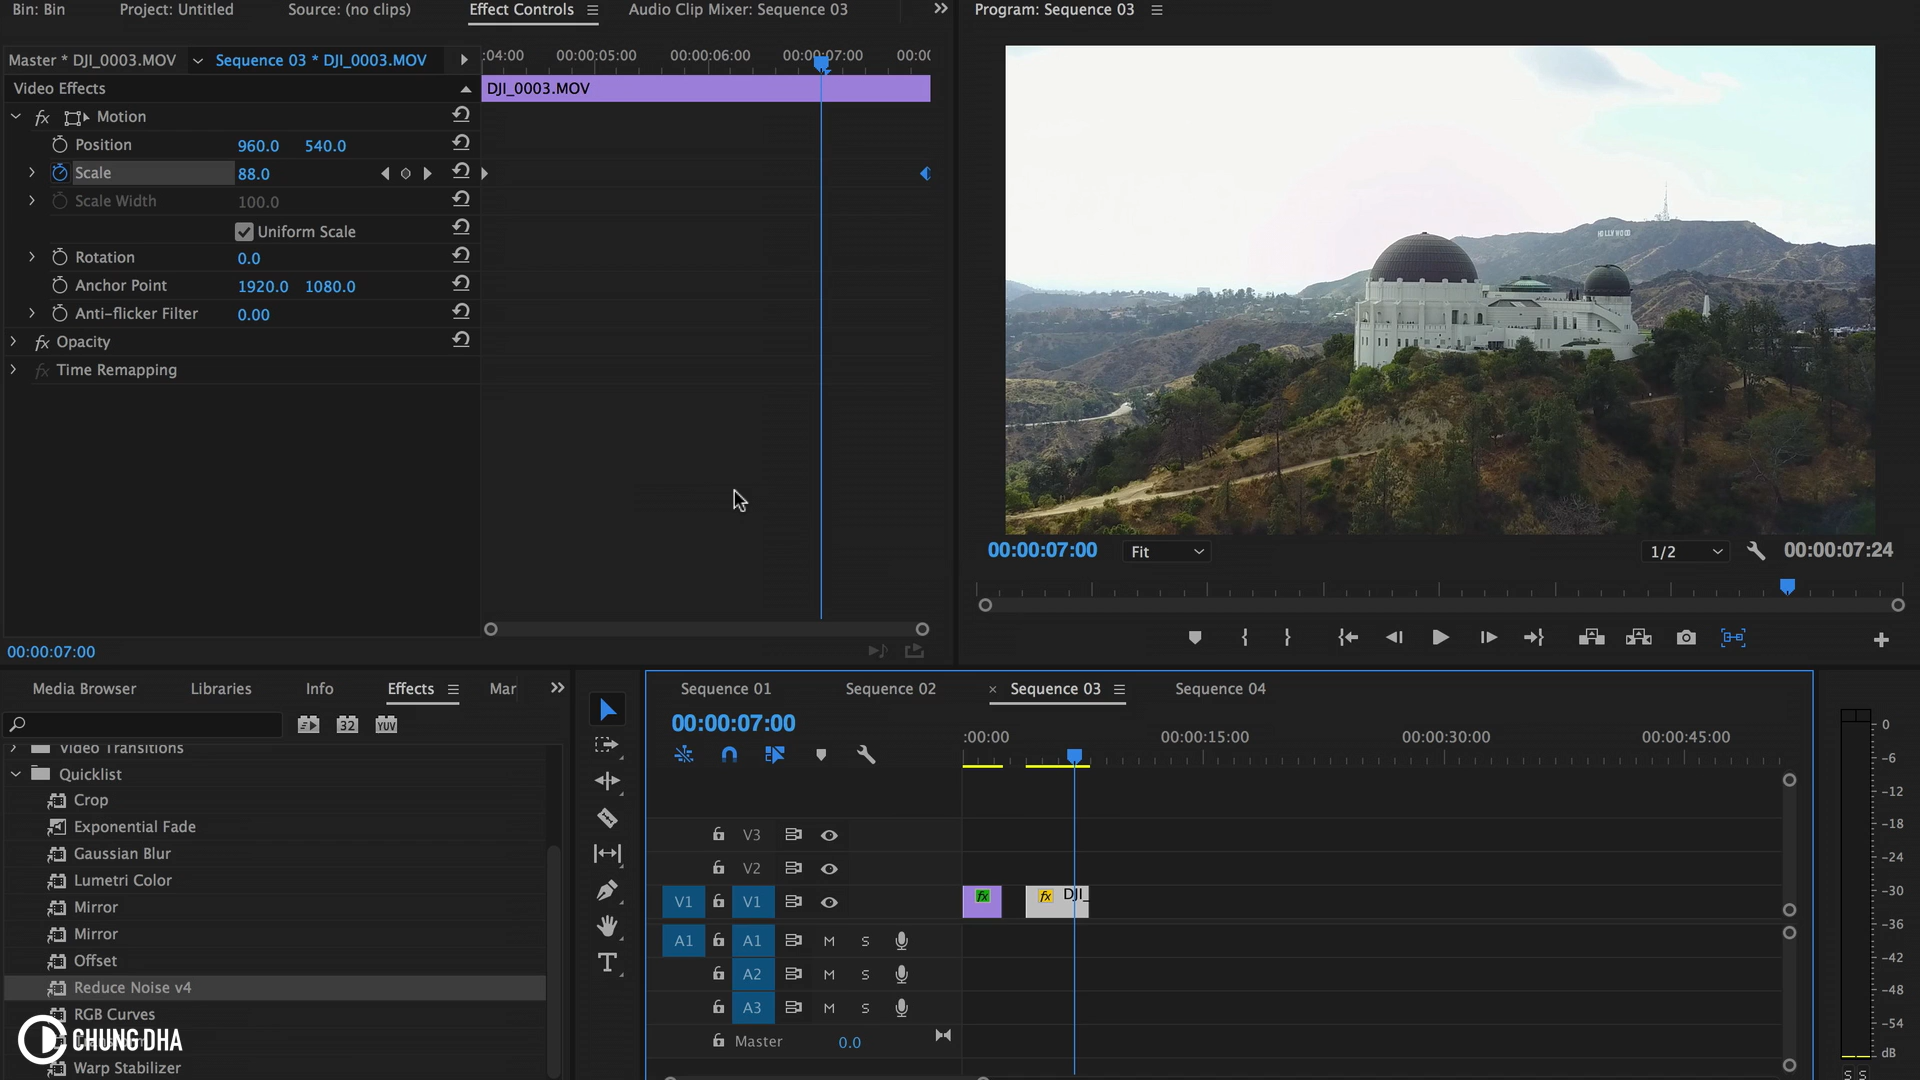 Bin: Bin
Project: Untitled
Source: (no clips)
Effect Controls
Audio Clip Mixer: Sequence 03
Program: Sequence 03
Master * DJI_0003.MOV
Sequence 03 * DJI_0003.MOV
:04:00
00:00:05:00
00:00:06:00
00:00:07:00
Video Effects
DJI_0003.MOV
fx Motion
Position 960.0 540.0
Scale 88.0
Scale Width 100.0
Uniform Scale
Rotation 0.0
Anchor Point 1920.0 1080.0
Anti-flicker Filter 0.00
fx Opacity
fx Time Remapping
00:00:07:00
HOLLYWOOD
00:00:07:00
Fit
1/2
00:00:07:24
Media Browser
Libraries
Info
Effects
Mar
32
YUV
Video Transitions
Quicklist
Crop
Exponential Fade
Gaussian Blur
Lumetri Color
Mirror
Mirror
Offset
Reduce Noise v4
RGB Curves
CHUNG DHA
Warp Stabilizer
Sequence 01
Sequence 02
Sequence 03
Sequence 04
00:00:07:00
:00:00
00:00:15:00
00:00:30:00
00:00:45:00
V3
V2
V1 V1
fx
fx DJI_
A1 A1 M S
A2 M S
A3 M S
Master 0.0
0
-6
-12
-18
-24
-30
-36
-42
-48
-54
dB
S S